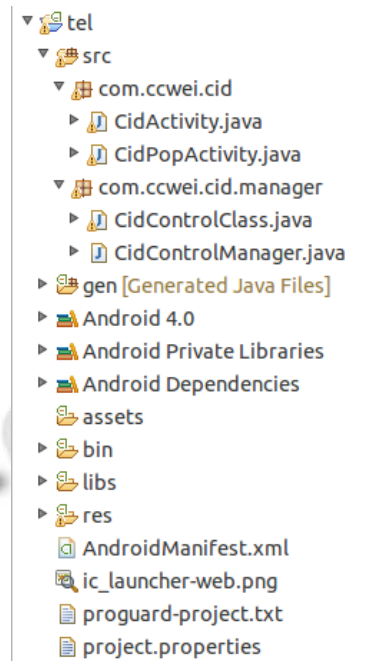 tel
src
com.ccwei.cid
CidActivity.java
CidPopActivity.java
com.ccwei.cid.manager
CidControlClass.java
CidControlManager.java
gen [Generated Java Files]
Android 4.0
Android Private Libraries
Android Dependencies
assets
bin
libs
res
AndroidManifest.xml
ic_launcher-web.png
proguard-project.txt
project.properties